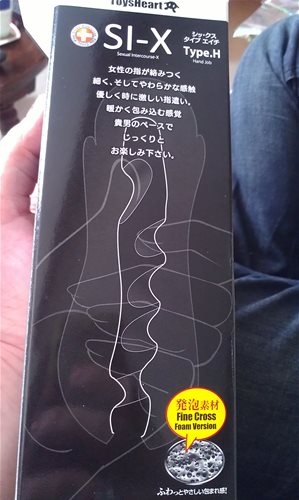 ToysHeart
SI-X
Sexual Intercourse-X
シックス
タイプ エイチ
Type.H
Hand Job
女性の指が絡みつく
細く、そしてやわらかな感触
優しく時に激しい指遣い。
暖かく包み込む感覚
貴男のペースで
じっくりと
お楽しみ下さい。
発泡素材
Fine Cross
Foam Version
ふわっとやさしい包まれ感!